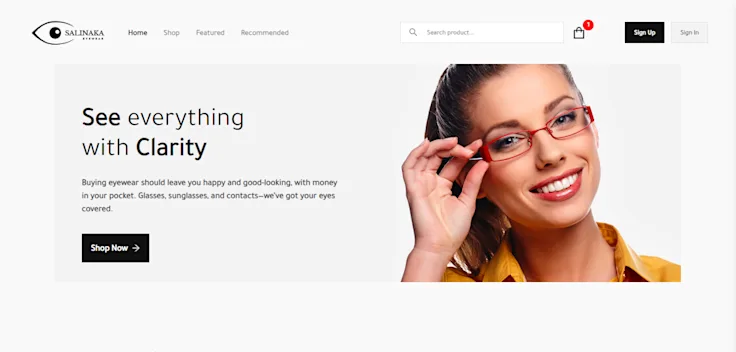 SALINAKA
EYEWEAR
Home
Shop
Featured
Recommended
Search product...
1
Sign Up
Sign In
See everything
with Clarity
Buying eyewear should leave you happy and good-looking, with money
in your pocket. Glasses, sunglasses, and contacts—we've got your eyes
covered.
Shop Now →